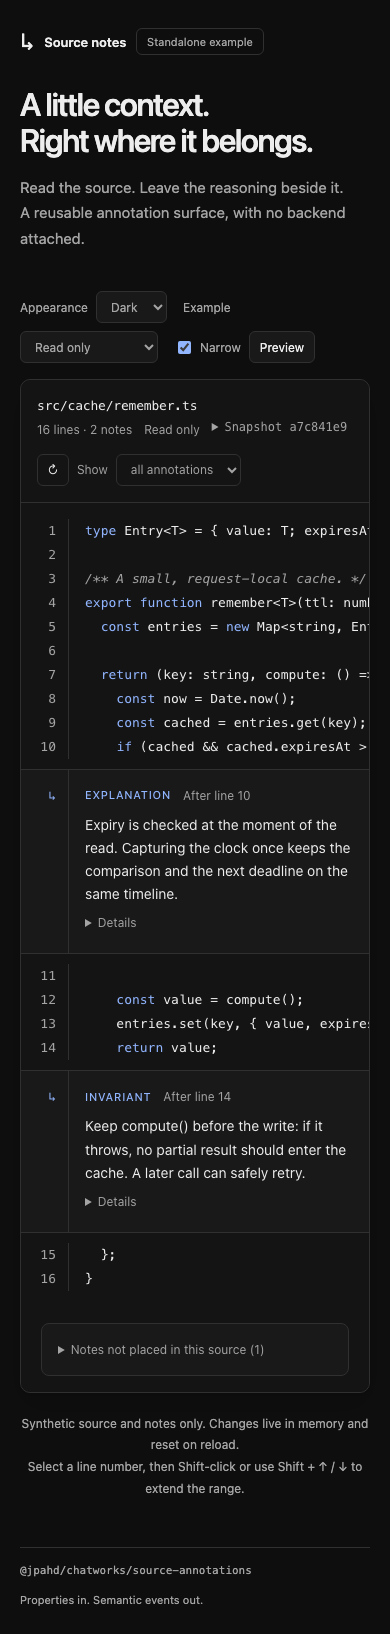 ↳ Source notes Standalone example
A little context.
Right where it belongs.
Read the source. Leave the reasoning beside it.
A reusable annotation surface, with no backend
attached.
Appearance Dark Example
Read only Narrow Preview
src/cache/remember.ts
16 lines · 2 notes Read only ▶ Snapshot a7c841e9
↻ Show all annotations
1 type Entry<T> = { value: T; expiresAt
2
3 /** A small, request-local cache. */
4 export function remember<T>(ttl: numb
5 const entries = new Map<string, Ent
6
7 return (key: string, compute: () =>
8 const now = Date.now();
9 const cached = entries.get(key);
10 if (cached && cached.expiresAt >
↳ EXPLANATION After line 10
Expiry is checked at the moment of the
read. Capturing the clock once keeps the
comparison and the next deadline on the
same timeline.
▶ Details
11
12 const value = compute();
13 entries.set(key, { value, expires
14 return value;
↳ INVARIANT After line 14
Keep compute() before the write: if it
throws, no partial result should enter the
cache. A later call can safely retry.
▶ Details
15 };
16 }
▶ Notes not placed in this source (1)
Synthetic source and notes only. Changes live in memory and
reset on reload.
Select a line number, then Shift-click or use Shift + ↑ / ↓ to
extend the range.
@jpahd/chatworks/source-annotations
Properties in. Semantic events out.